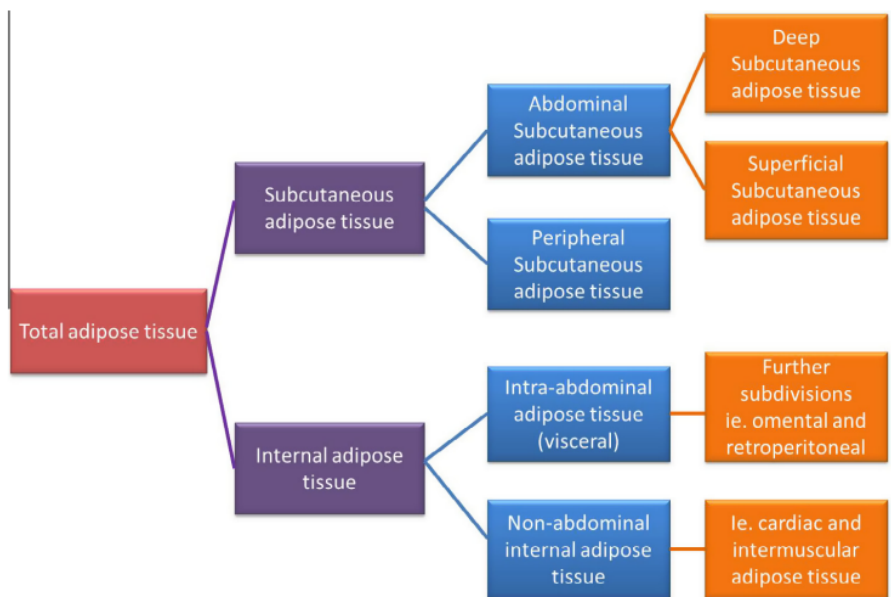 Total adipose tissue
Subcutaneous
adipose tissue
Internal adipose
tissue
Abdominal
Subcutaneous
adipose tissue
Peripheral
Subcutaneous
adipose tissue
Intra-abdominal
adipose tissue
(visceral)
Non-abdominal
internal adipose
tissue
Deep
Subcutaneous
adipose tissue
Superficial
Subcutaneous
adipose tissue
Further
subdivisions
ie. omental and
retroperitoneal
Ie. cardiac and
intermuscular
adipose tissue